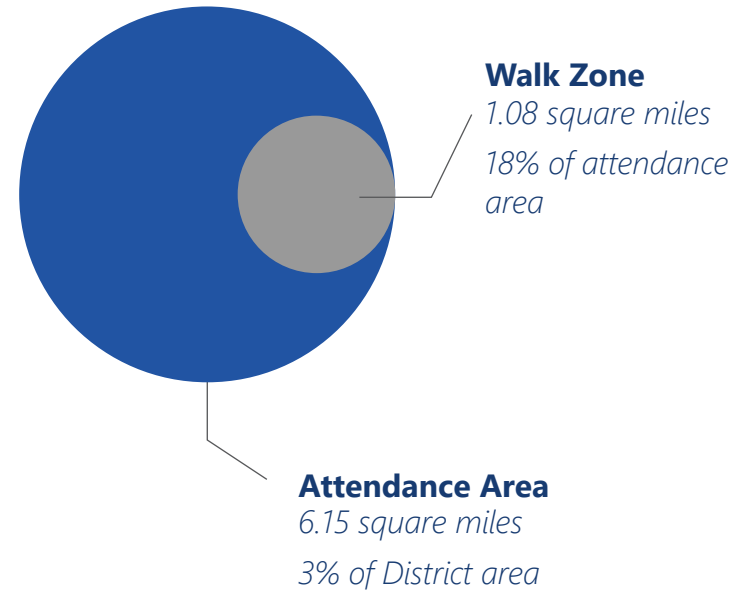 Walk Zone
1.08 square miles
18% of attendance
area
Attendance Area
6.15 square miles
3% of District area